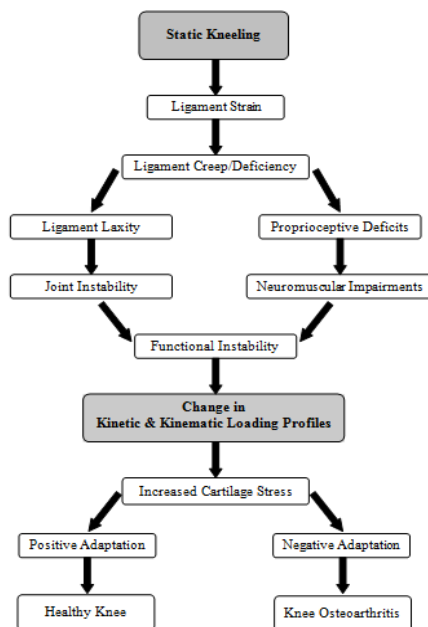 Static Kneeling
Ligament Strain
Ligament Creep/Deficiency
Ligament Laxity
Proprioceptive Deficits
Joint Instability
Neuromuscular Impairments
Functional Instability
Change in
Kinetic & Kinematic Loading Profiles
Increased Cartilage Stress
Positive Adaptation
Negative Adaptation
Healthy Knee
Knee Osteoarthritis